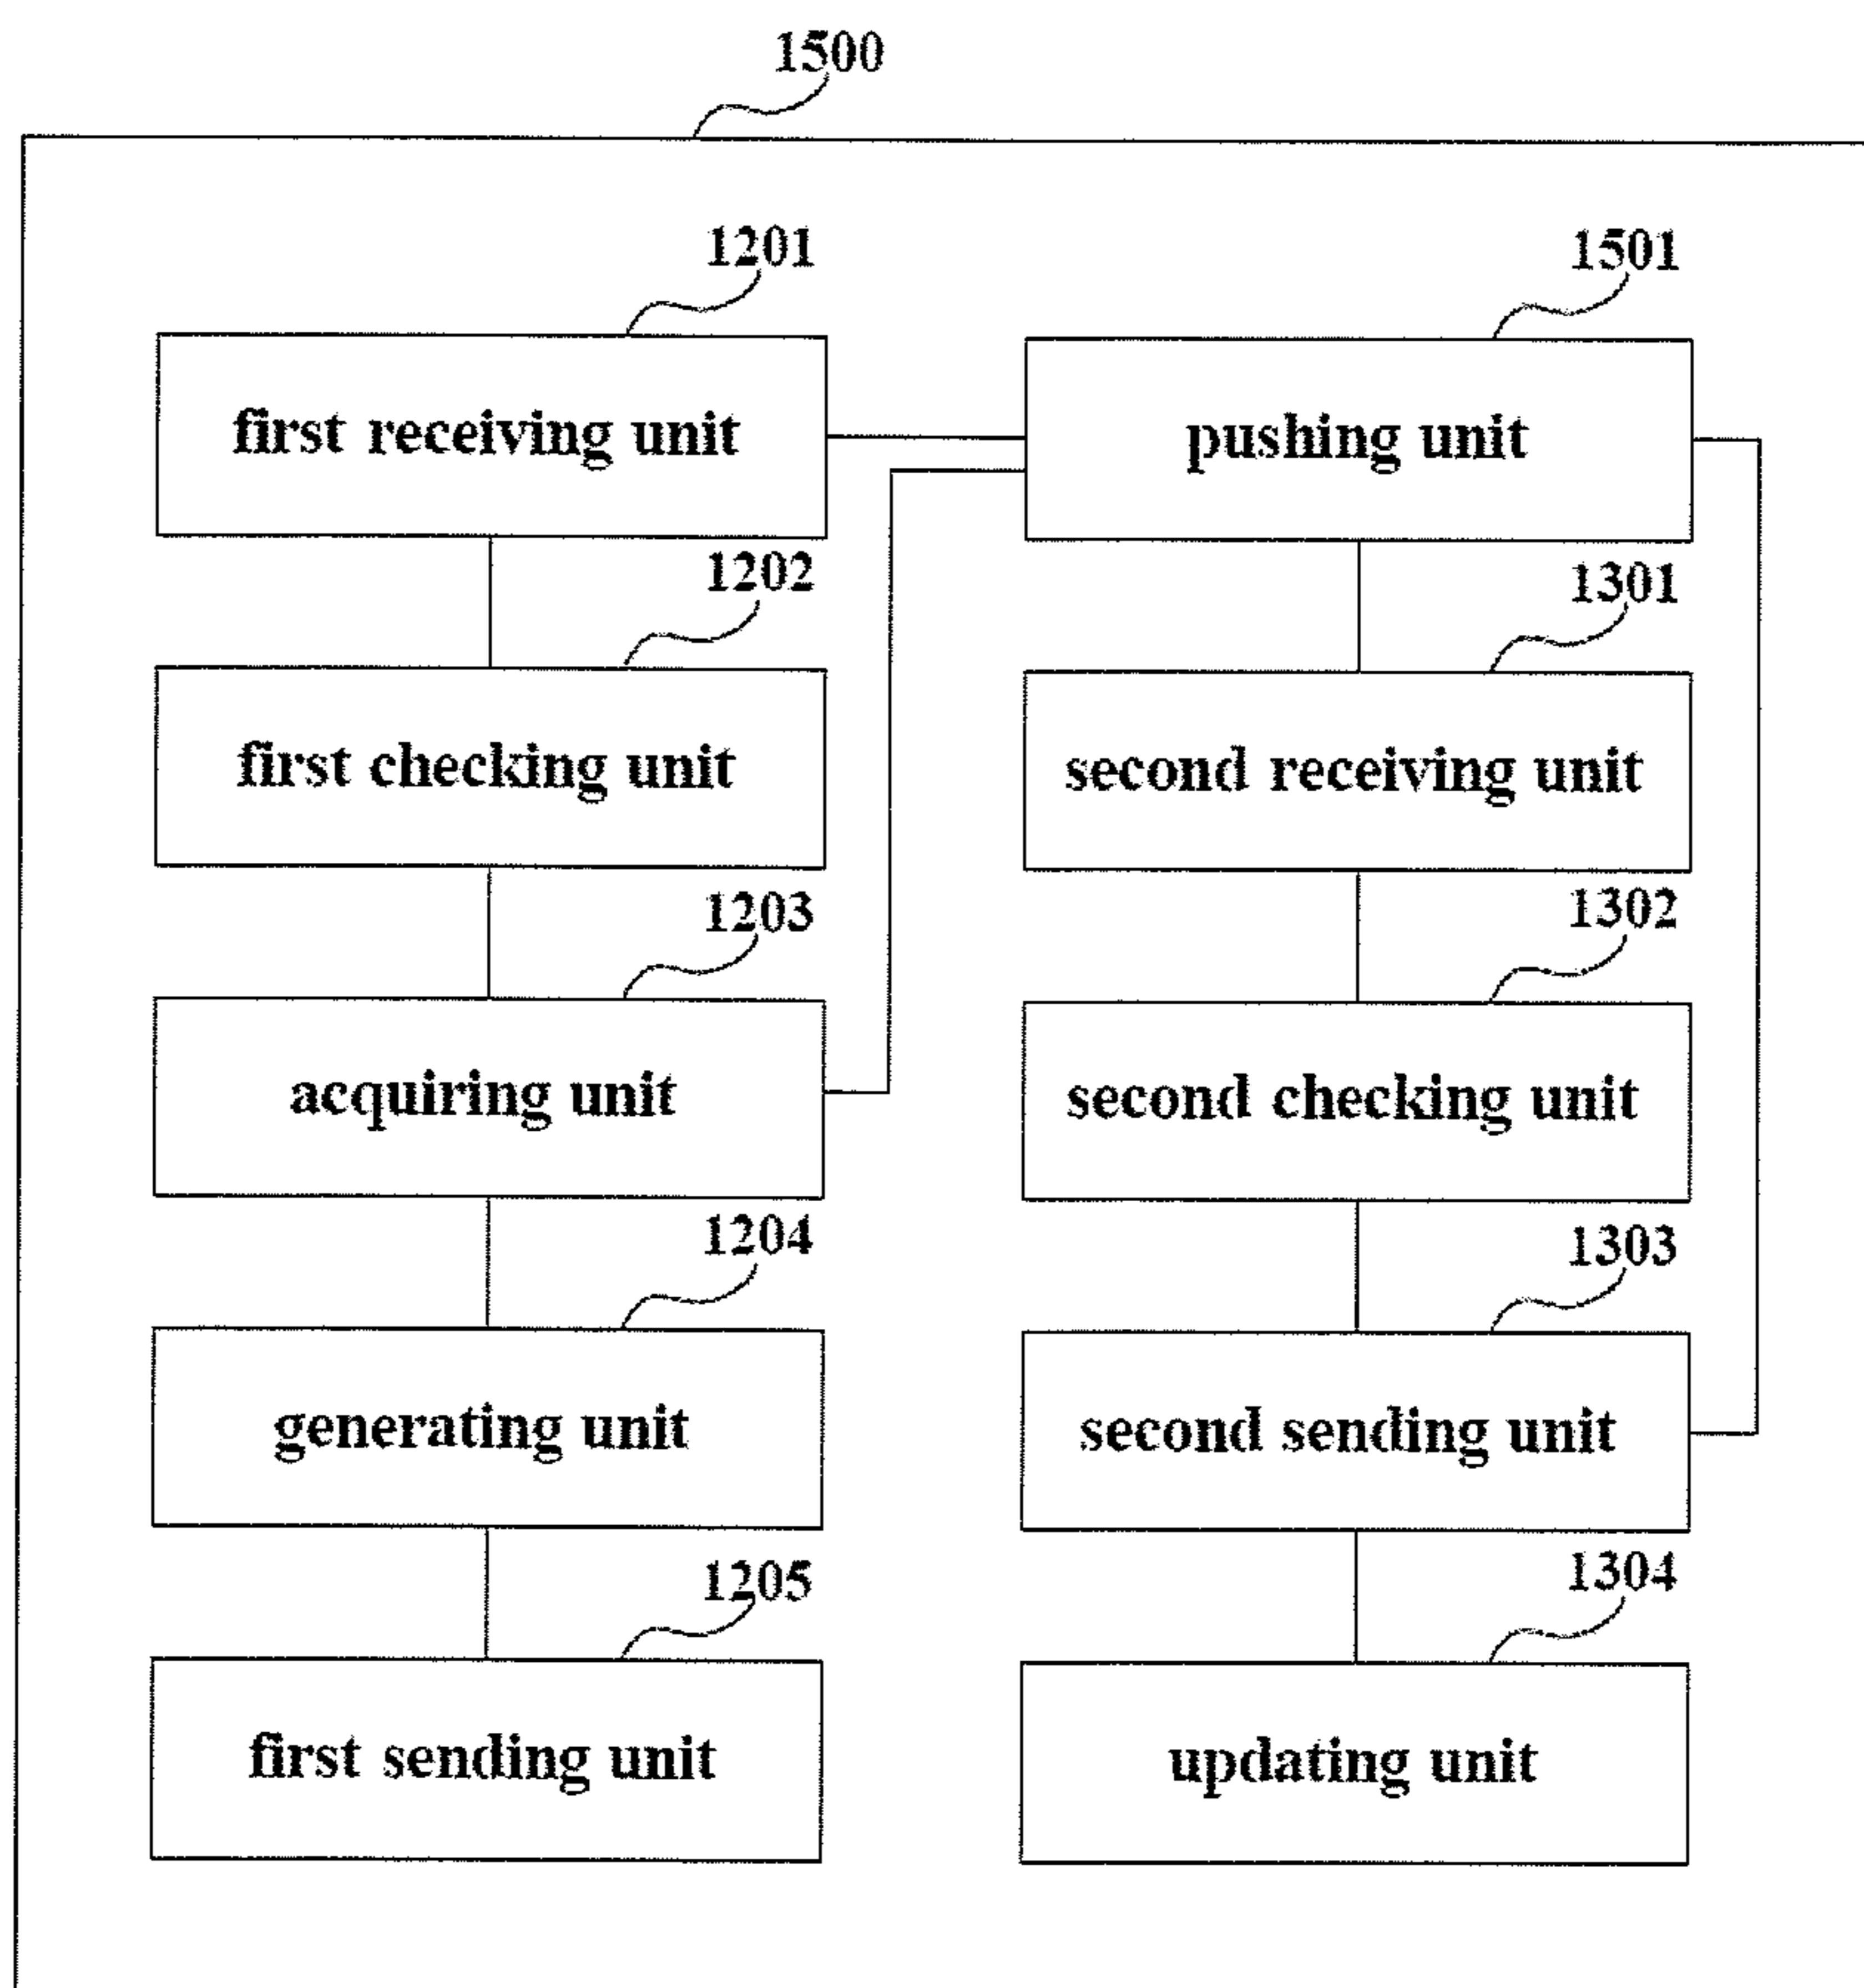 1500
1201
first receiving unit
1202
first checking unit
1203
acquiring unit
1204
generating unit
1205
first sending unit
1501
pushing unit
1301
second receiving unit
1302
second checking unit
1303
second sending unit
1304
updating unit